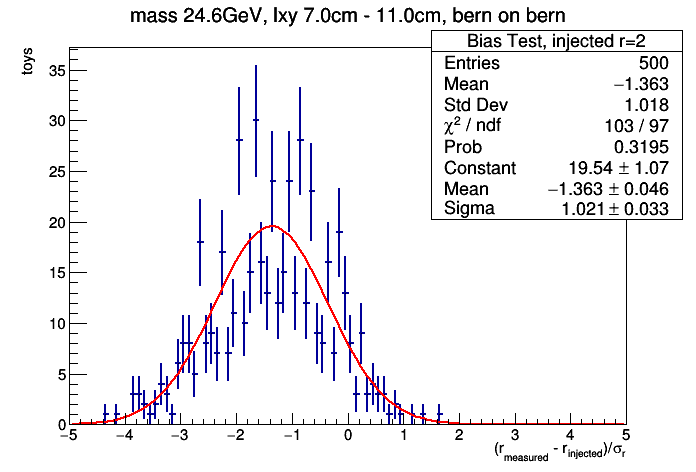 mass 24.6GeV, lxy 7.0cm - 11.0cm, bern on bern
toys
Bias Test, injected r=2
Entries 500
Mean −1.363
Std Dev 1.018
χ² / ndf 103 / 97
Prob 0.3195
Constant 19.54 ± 1.07
Mean −1.363 ± 0.046
Sigma 1.021 ± 0.033
35
30
25
20
15
10
5
0
−5 −4 −3 −2 −1 0 1 2 3 4 5
(r_measured - r_injected)/σ_r